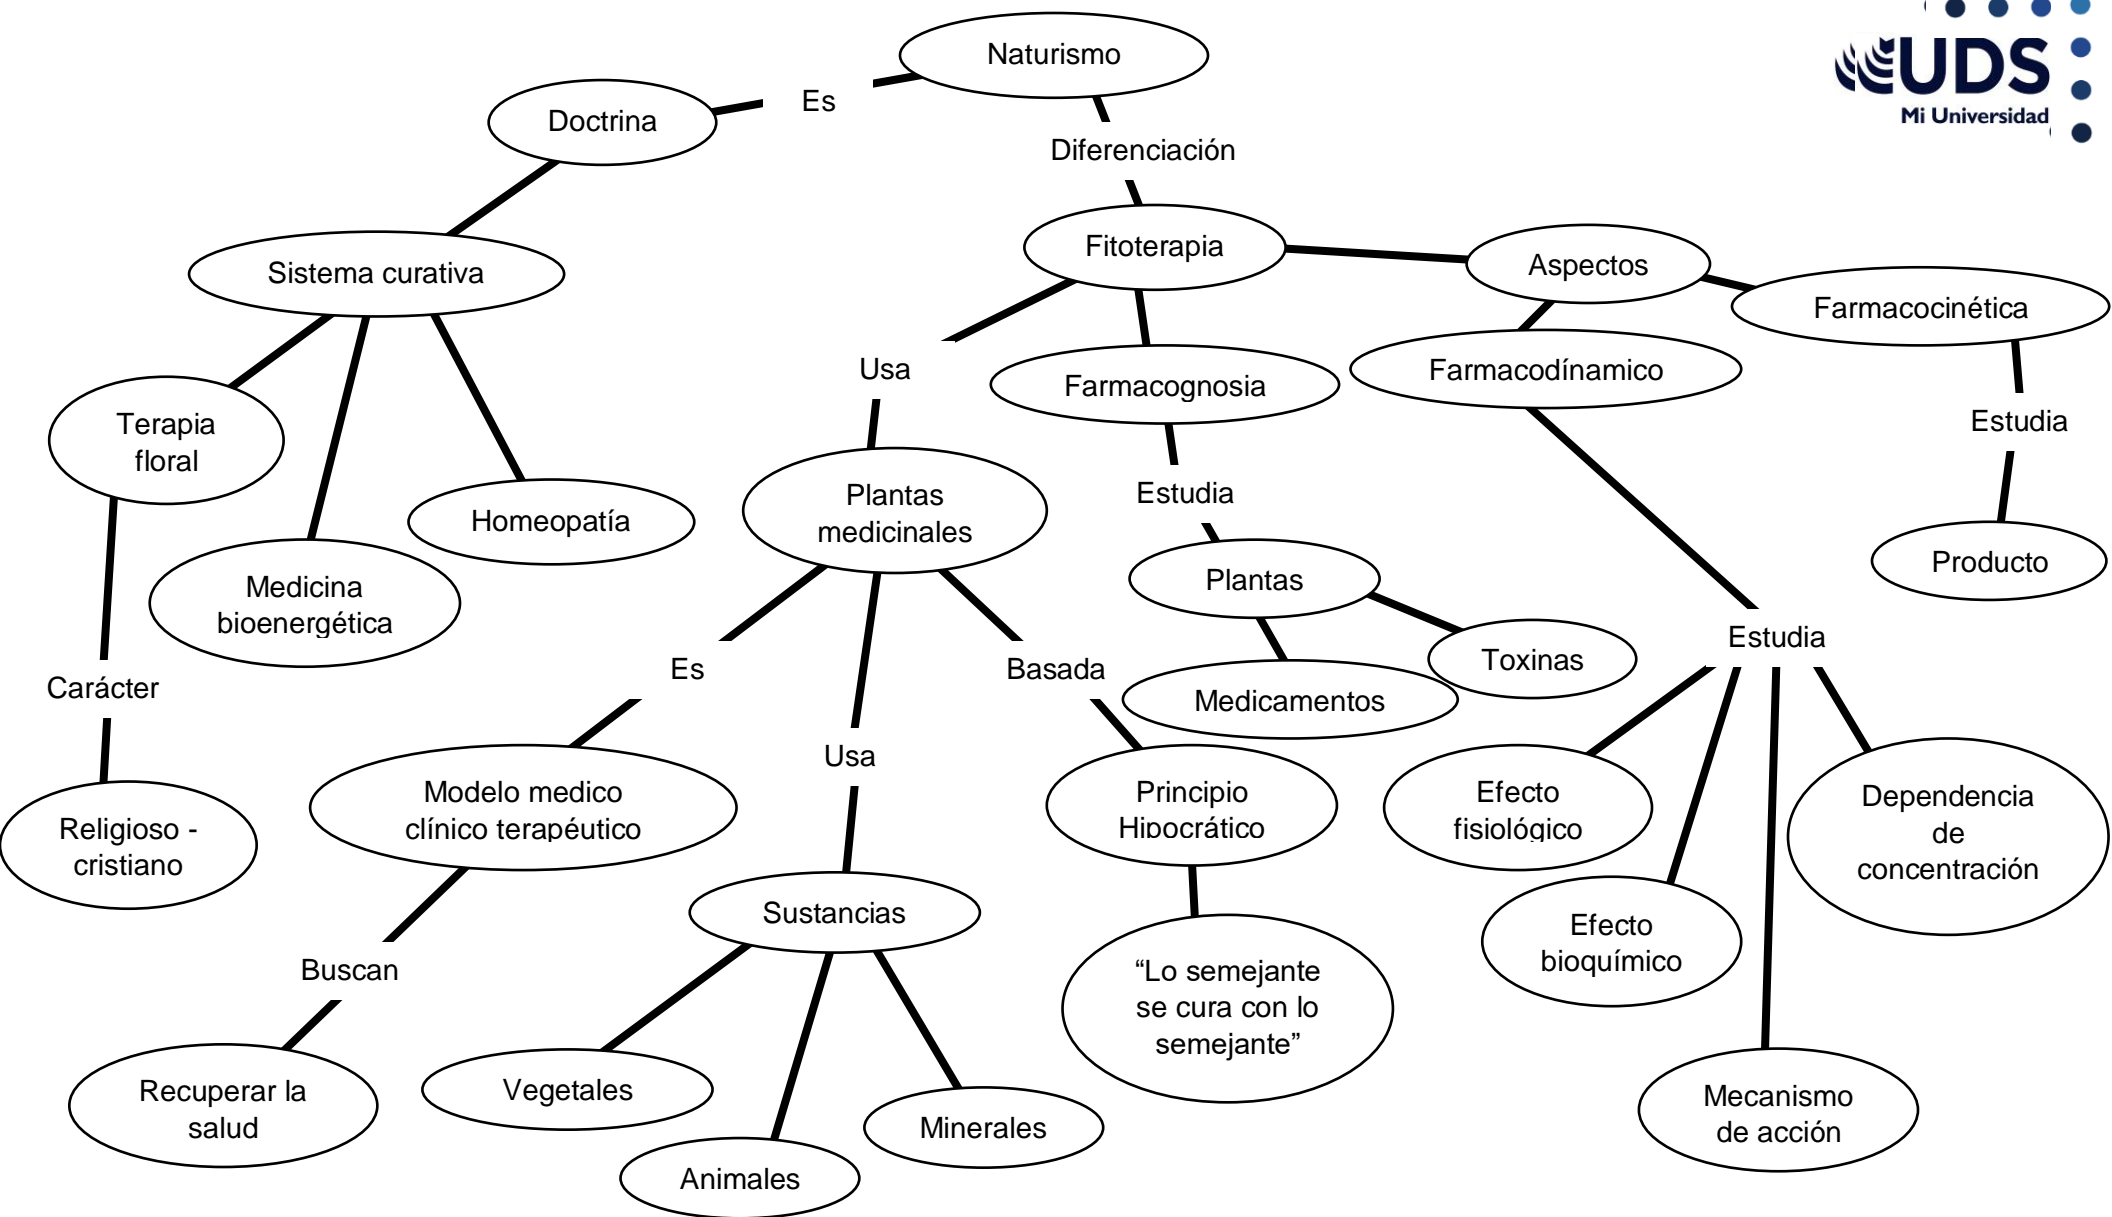 Naturismo
UDS
Mi Universidad
Es
Doctrina
Diferenciación
Fitoterapia
Aspectos
Sistema curativa
Farmacocinética
Usa
Farmacognosia
Farmacodínamico
Terapia
floral
Estudia
Plantas
medicinales
Estudia
Homeopatía
Medicina
bioenergética
Plantas
Producto
Carácter
Es
Basada
Toxinas
Estudia
Medicamentos
Usa
Religioso -
cristiano
Modelo medico
clínico terapéutico
Principio
Hipocrático
Efecto
fisiológico
Dependencia
de
concentración
Sustancias
Efecto
bioquímico
Buscan
“Lo semejante
se cura con lo
semejante”
Recuperar la
salud
Vegetales
Minerales
Animales
Mecanismo
de acción